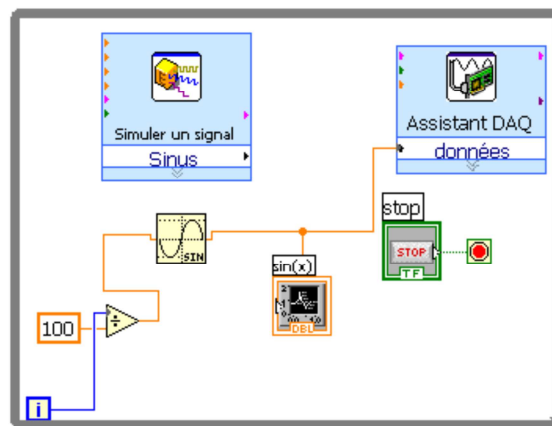 Simuler un signal
Sinus
Assistant DAQ
données
stop
STOP
TF
SIN
sin(x)
DBL
100
i